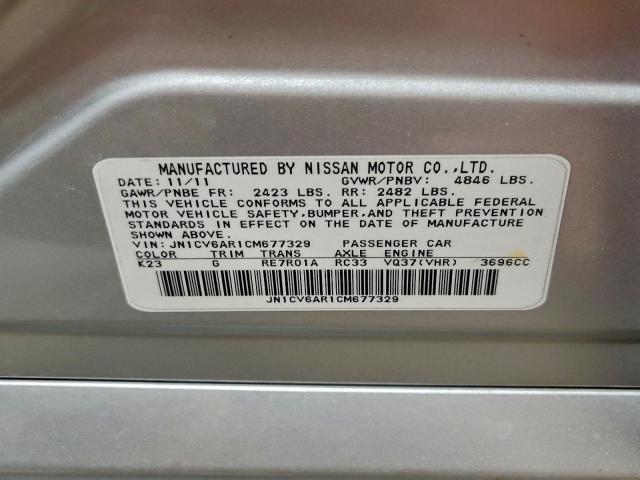 MANUFACTURED BY NISSAN MOTOR CO.,LTD.
DATE: 11/11 GVWR/PNBV: 4846 LBS.
GAWR/PNBE FR: 2423 LBS. RR: 2482 LBS.
THIS VEHICLE CONFORMS TO ALL APPLICABLE FEDERAL
MOTOR VEHICLE SAFETY,BUMPER,AND THEFT PREVENTION
STANDARDS IN EFFECT ON THE DATE OF MANUFACTURE
SHOWN ABOVE.
VIN: JN1CV6AR1CM677329 PASSENGER CAR
COLOR TRIM TRANS AXLE ENGINE
K23 G RE7R01A RC33 VQ37(VHR) 3696CC
JN1CV6AR1CM677329